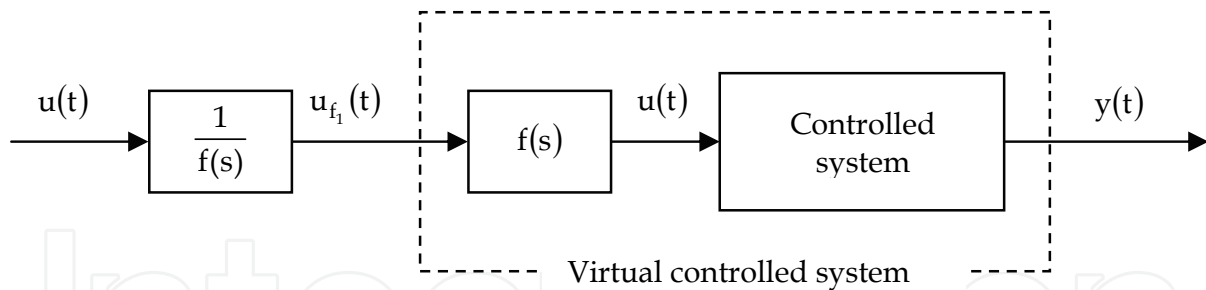 u(t)
1
f(s)
u_{f_1}(t)
f(s)
u(t)
Controlled
system
y(t)
Virtual controlled system